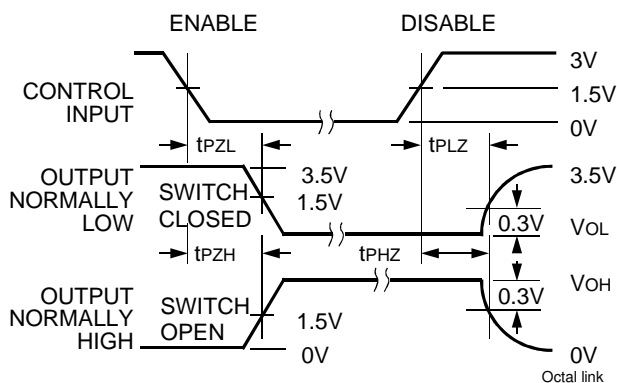 ENABLE DISABLE
CONTROL
INPUT
3V
1.5V
0V
tPZL tPLZ
OUTPUT
NORMALLY
LOW
SWITCH
CLOSED
3.5V
1.5V
3.5V
0.3V
VOL
tPZH tPHZ
OUTPUT
NORMALLY
HIGH
SWITCH
OPEN
1.5V
0V
VOH
0.3V
0V
Octal link